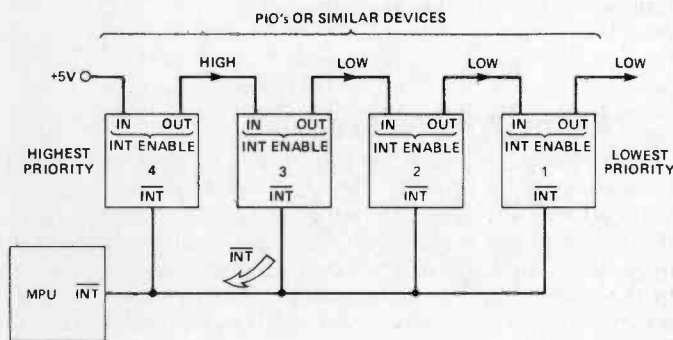 PIO's OR SIMILAR DEVICES
HIGH
LOW
LOW
LOW
+5V
IN OUT
IN OUT
IN OUT
IN OUT
INT ENABLE
INT ENABLE
INT ENABLE
INT ENABLE
HIGHEST
PRIORITY
4
3
2
1
LOWEST
PRIORITY
INT
INT
INT
INT
INT
MPU INT